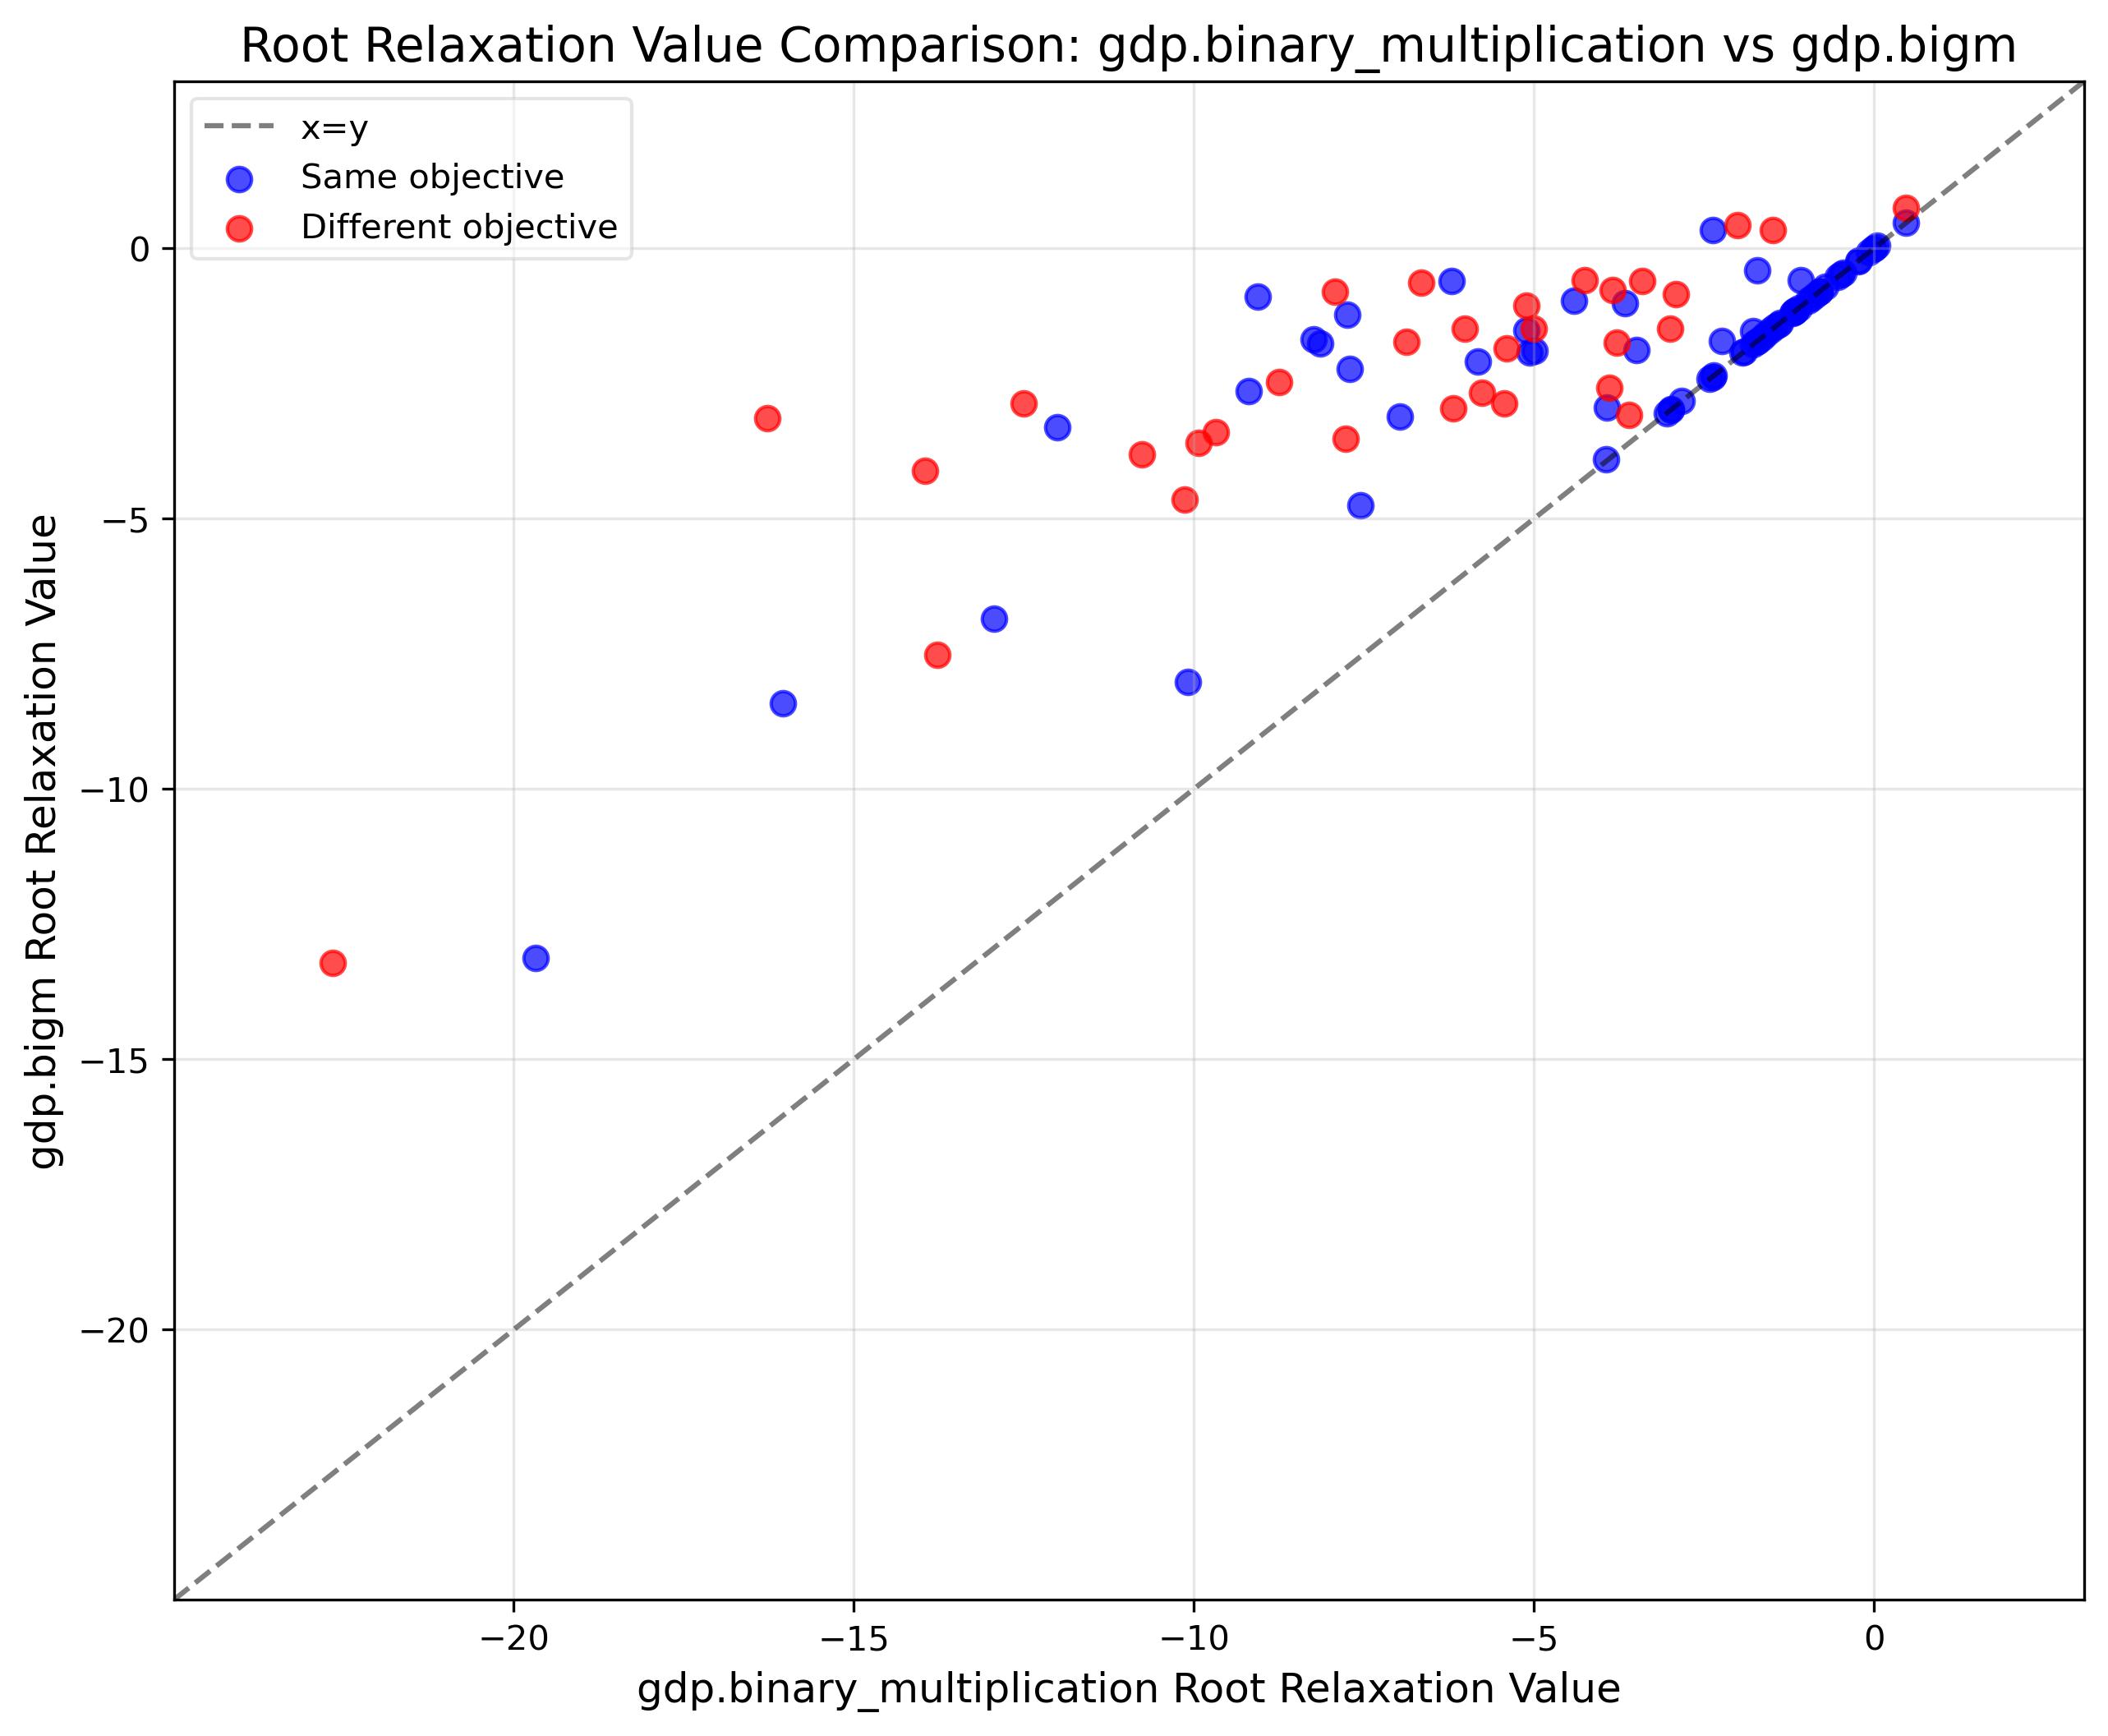 Root Relaxation Value Comparison: gdp.binary_multiplication vs gdp.bigm
x=y
Same objective
Different objective
gdp.bigm Root Relaxation Value
0
−5
−10
−15
−20
−20
−15
−10
−5
0
gdp.binary_multiplication Root Relaxation Value